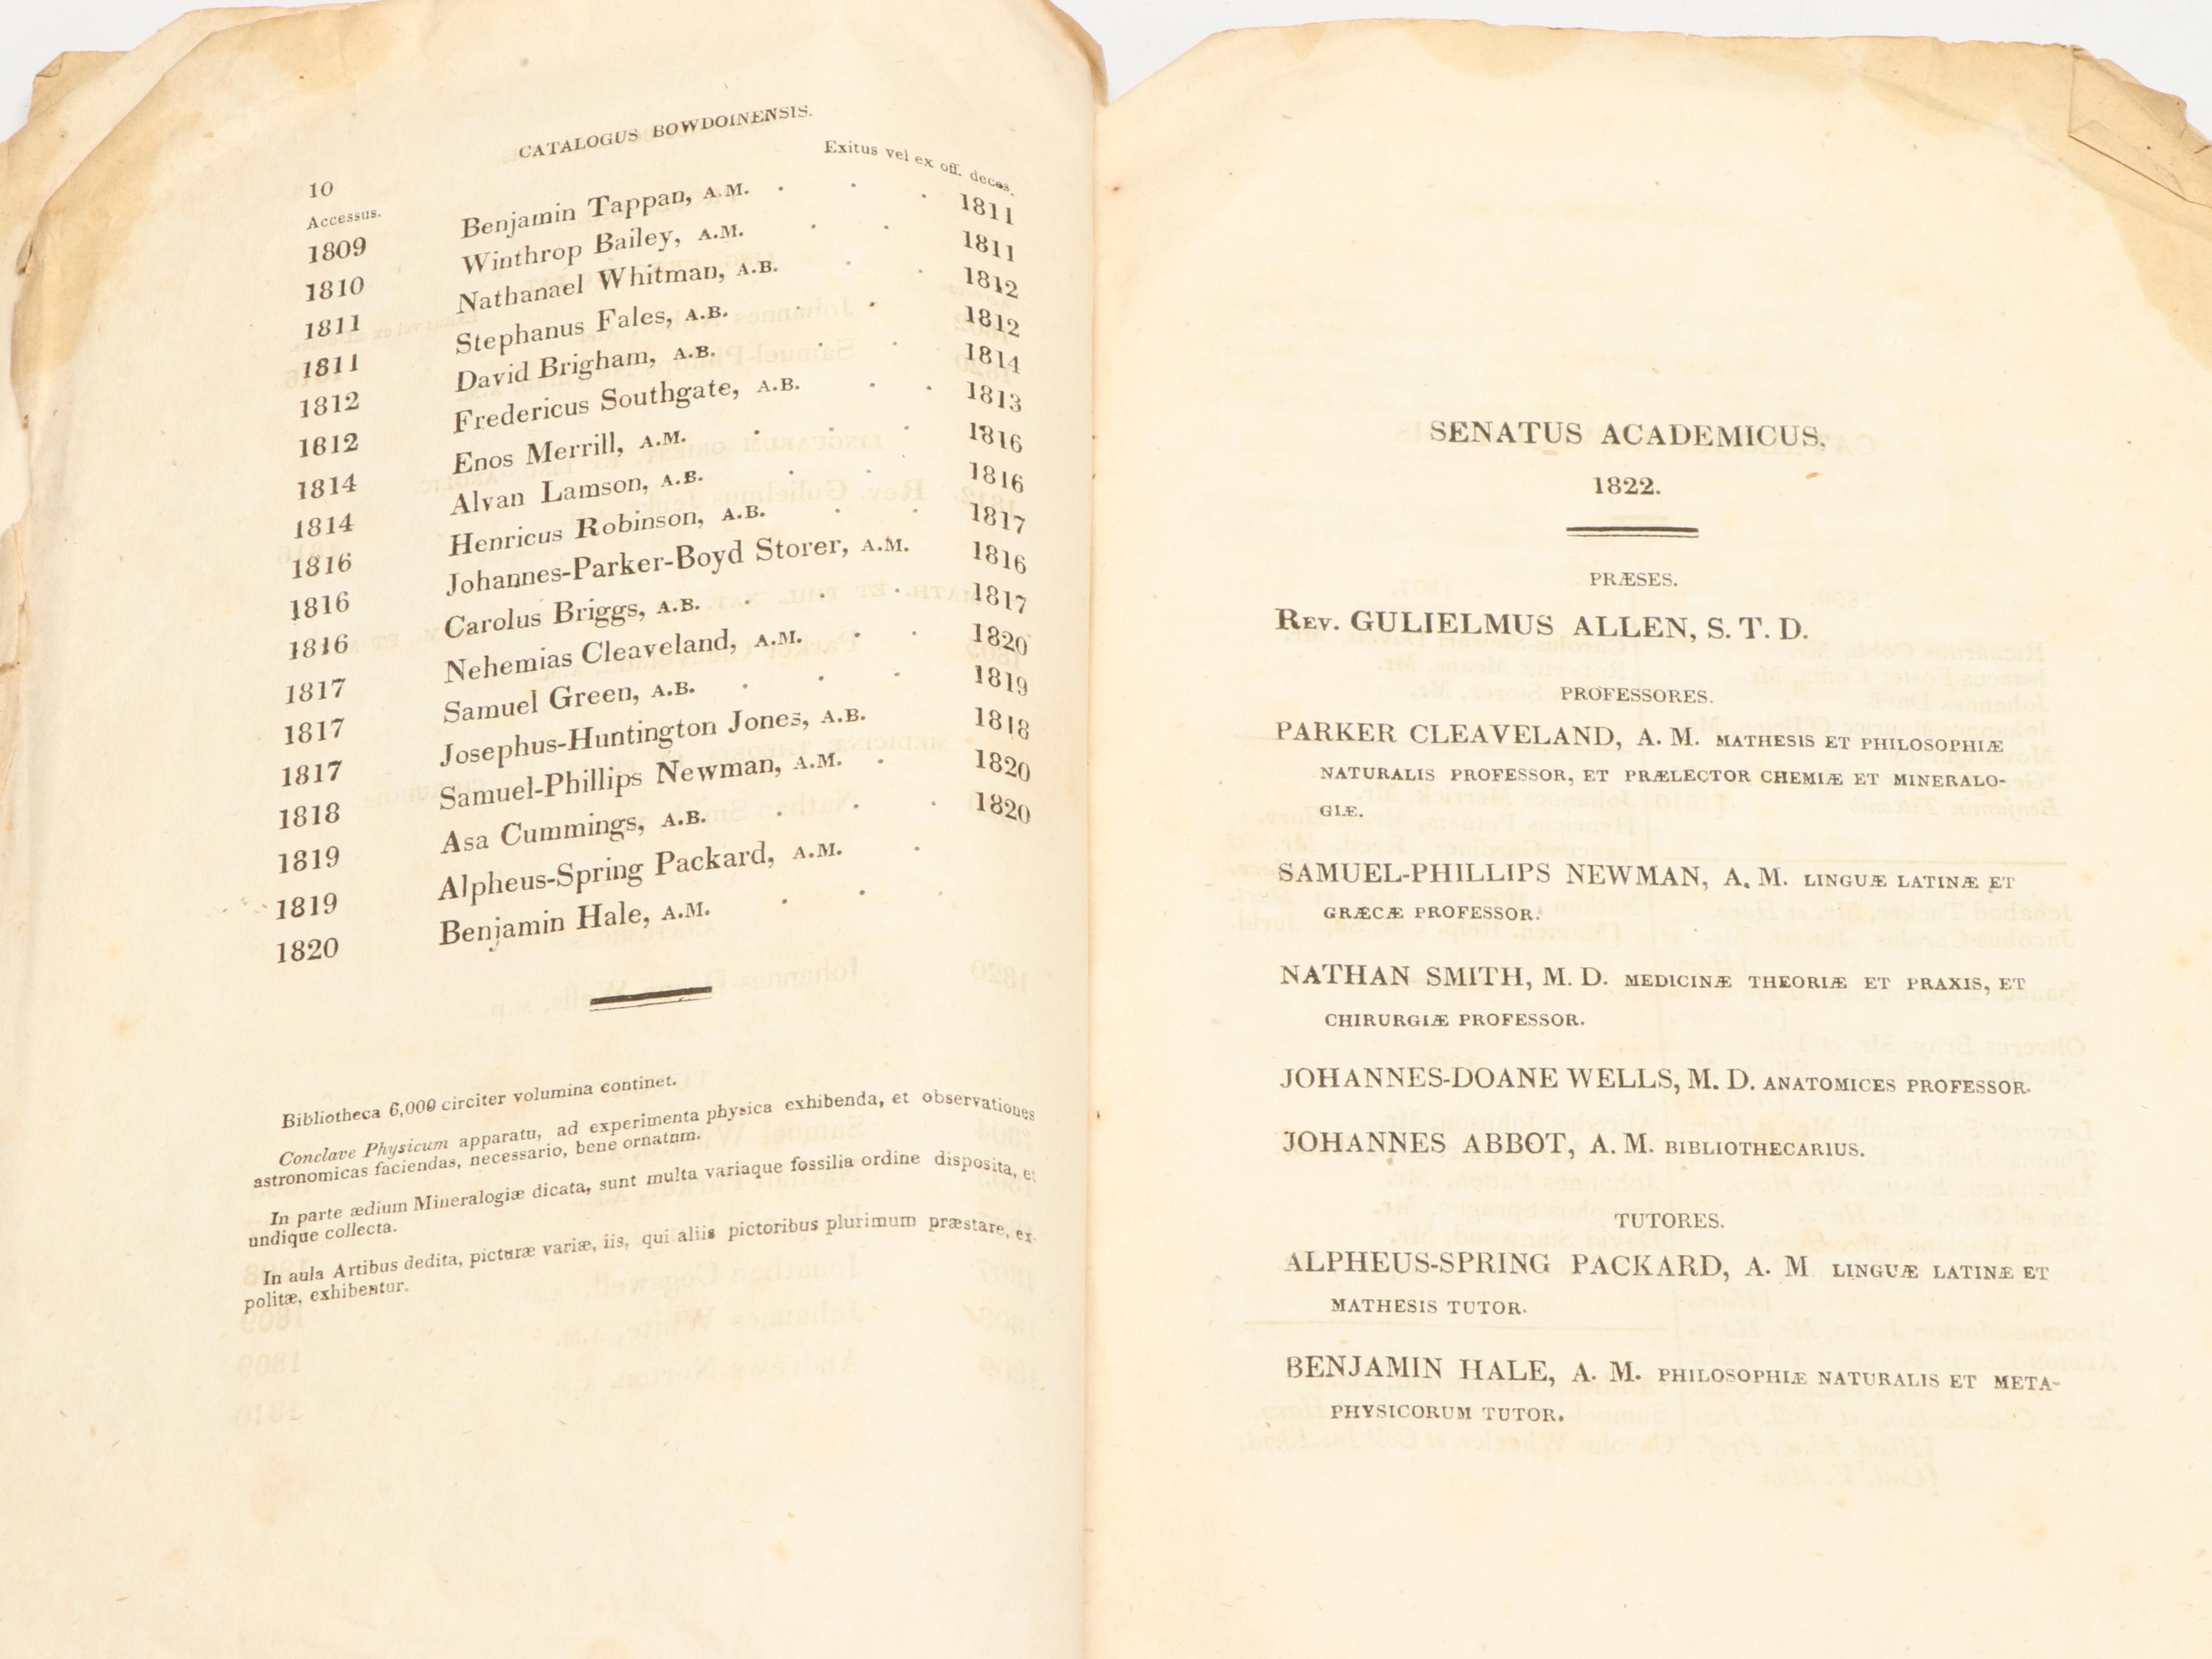 CATALOGUS BOWDOINENSIS.
10
Accessus. Exitus vel ex off. deces.
1809 Benjamin Tappan, A.M. . . . 1811
1810 Winthrop Bailey, A.M. . . 1811
1811 Nathanael Whitman, A.B. . . 1812
1811 Stephanus Fales, A.B. . . 1812
1812 David Brigham, A.B. . . 1814
1812 Fredericus Southgate, A.B. . . 1813
1814 Enos Merrill, A.M. . . . 1816
1814 Alvan Lamson, A.B. . . 1816
1816 Henricus Robinson, A.B. . . 1817
1816 Johannes-Parker-Boyd Storer, A.M. 1816
1816 Carolus Briggs, A.B. . . . 1817
1817 Nehemias Cleaveland, A.M. . . 1820
1817 Samuel Green, A.B. . . . 1819
1817 Josephus-Huntington Jones, A.B. 1818
1818 Samuel-Phillips Newman, A.M. . 1820
1819 Asa Cummings, A.B. . . . 1820
1819 Alpheus-Spring Packard, A.M. .
1820 Benjamin Hale, A.M. . . .
Bibliotheca 6,000 circiter volumina continet.
Conclave Physicum apparatu, ad experimenta physica exhibenda, et observationes
astronomicas faciendas, necessario, bene ornatum.
In parte ædium Mineralogiæ dicata, sunt multa variaque fossilia ordine disposita, et
undique collecta.
In aula Artibus dedita, picturæ variæ, iis, qui aliis pictoribus plurimum præstare, ex-
politæ, exhibentur.
SENATUS ACADEMICUS,
1822.
PRÆSES.
REV. GULIELMUS ALLEN, S. T. D.
PROFESSORES.
PARKER CLEAVELAND, A. M. MATHESIS ET PHILOSOPHIÆ
NATURALIS PROFESSOR, ET PRÆLECTOR CHEMIÆ ET MINERALO-
GIÆ.
SAMUEL-PHILLIPS NEWMAN, A. M. LINGUÆ LATINÆ ET
GRÆCÆ PROFESSOR.
NATHAN SMITH, M. D. MEDICINÆ THEORIÆ ET PRAXIS, ET
CHIRURGIÆ PROFESSOR.
JOHANNES-DOANE WELLS, M. D. ANATOMICES PROFESSOR.
JOHANNES ABBOT, A. M. BIBLIOTHECARIUS.
TUTORES.
ALPHEUS-SPRING PACKARD, A. M LINGUÆ LATINÆ ET
MATHESIS TUTOR.
BENJAMIN HALE, A. M. PHILOSOPHIÆ NATURALIS ET META-
PHYSICORUM TUTOR.